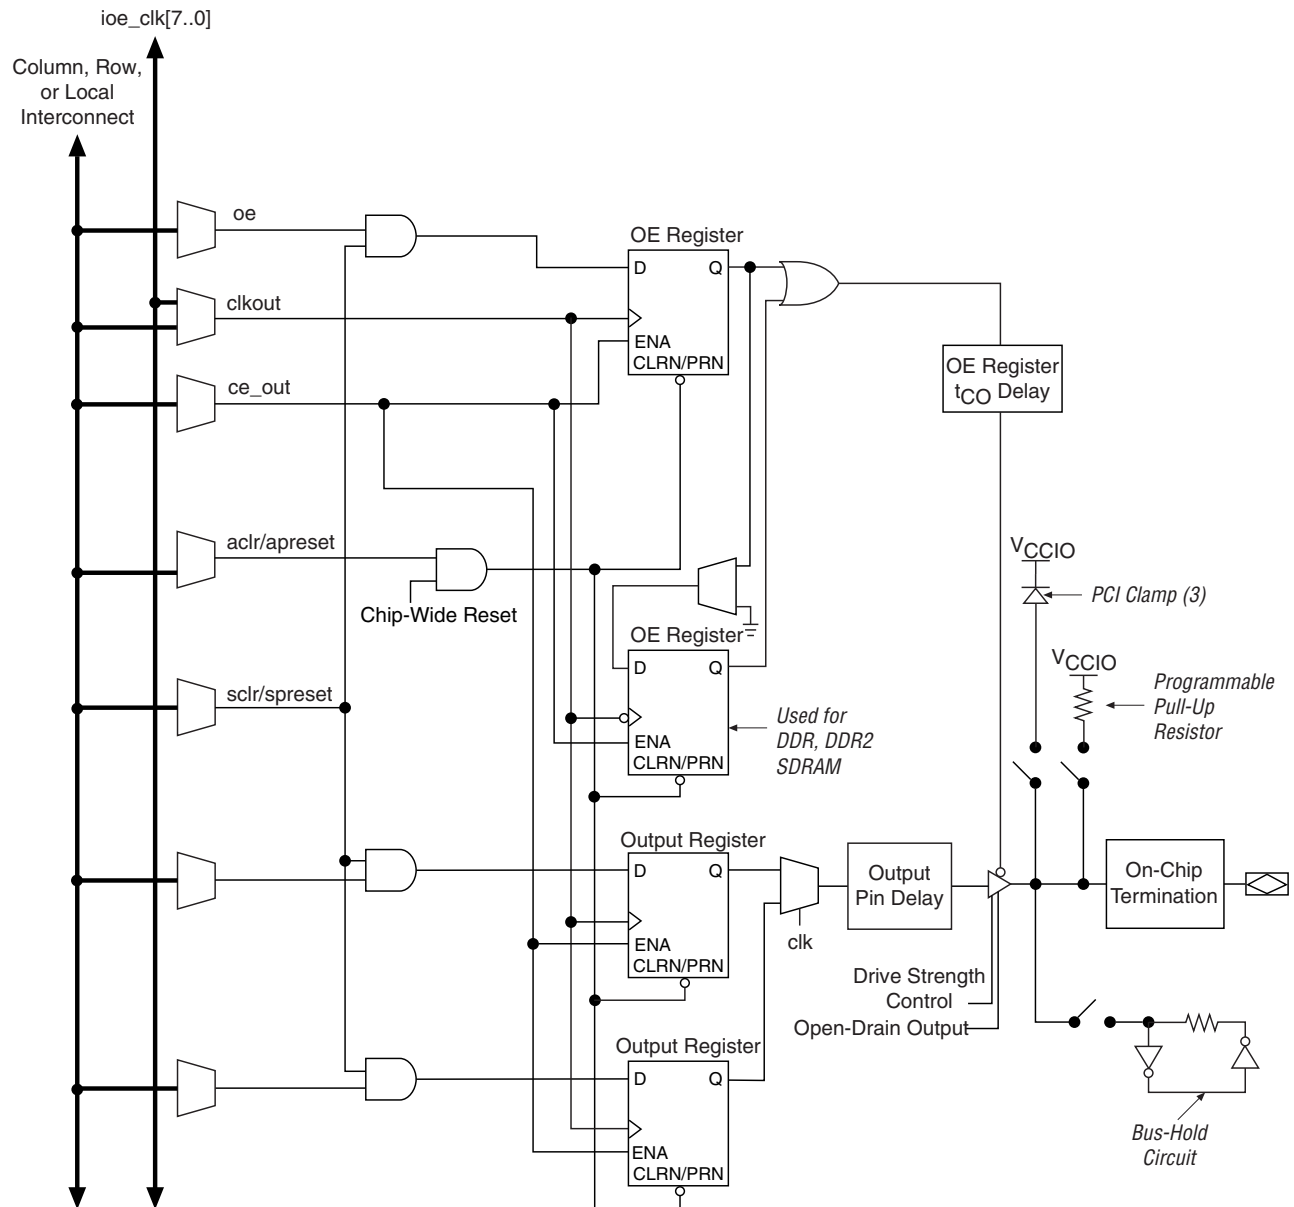 ioe_clk[7..0]
Column, Row,
or Local
Interconnect
oe
clkout
ce_out
aclr/apreset
Chip-Wide Reset
sclr/spreset
OE Register
D Q
ENA
CLRN/PRN
OE Register
tCO Delay
VCCIO
PCI Clamp (3)
VCCIO
Programmable
Pull-Up
Resistor
OE Register
D Q
ENA
CLRN/PRN
Used for
DDR, DDR2
SDRAM
Output Register
D Q
ENA
CLRN/PRN
clk
Output
Pin Delay
On-Chip
Termination
Drive Strength
Control
Open-Drain Output
Output Register
D Q
ENA
CLRN/PRN
Bus-Hold
Circuit